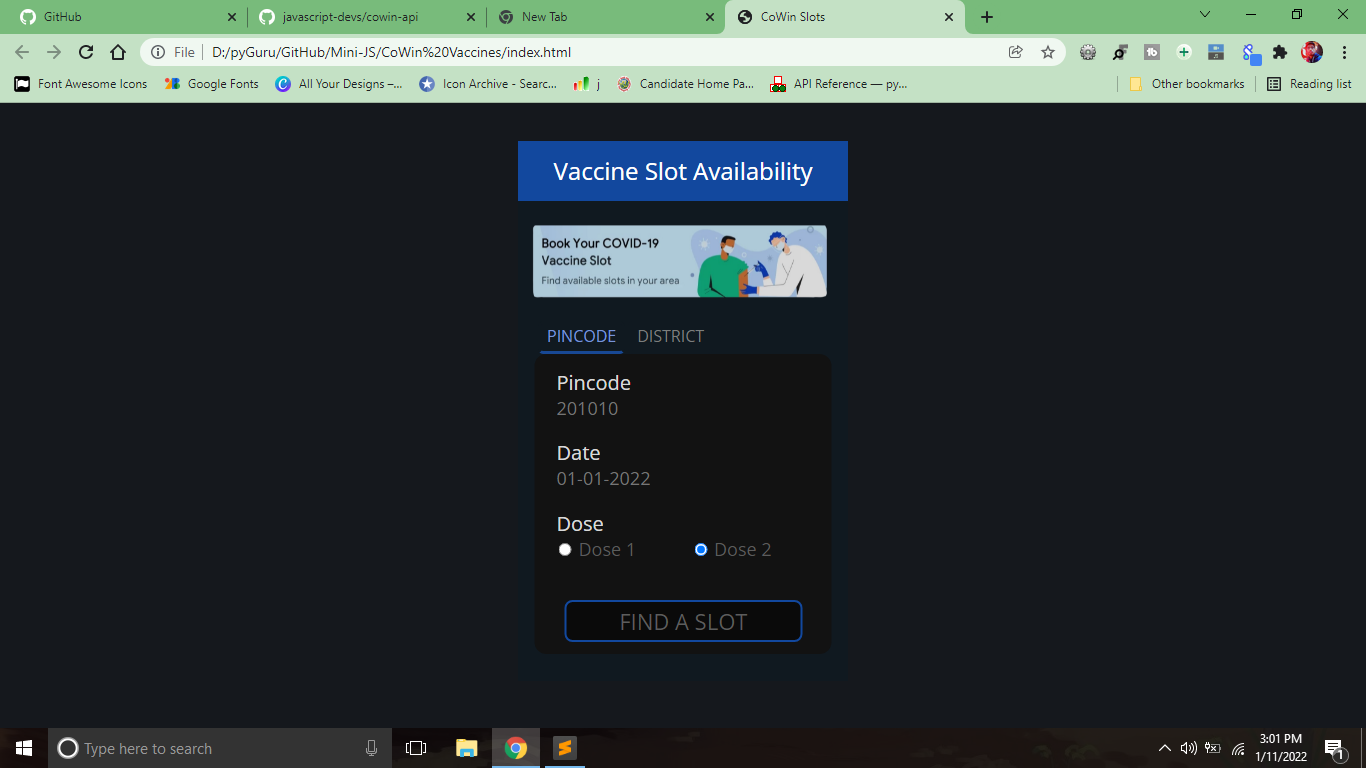 GitHub
javascript-devs/cowin-api
New Tab
CoWin Slots
File
D:/pyGuru/GitHub/Mini-JS/CoWin%20Vaccines/index.html
Font Awesome Icons
Google Fonts
All Your Designs –...
Icon Archive - Searc...
j
Candidate Home Pa...
API Reference — py...
Other bookmarks
Reading list
Vaccine Slot Availability
Book Your COVID-19
Vaccine Slot
Find available slots in your area
PINCODE
DISTRICT
Pincode
201010
Date
01-01-2022
Dose
Dose 1
Dose 2
FIND A SLOT
Type here to search
3:01 PM
1/11/2022
1